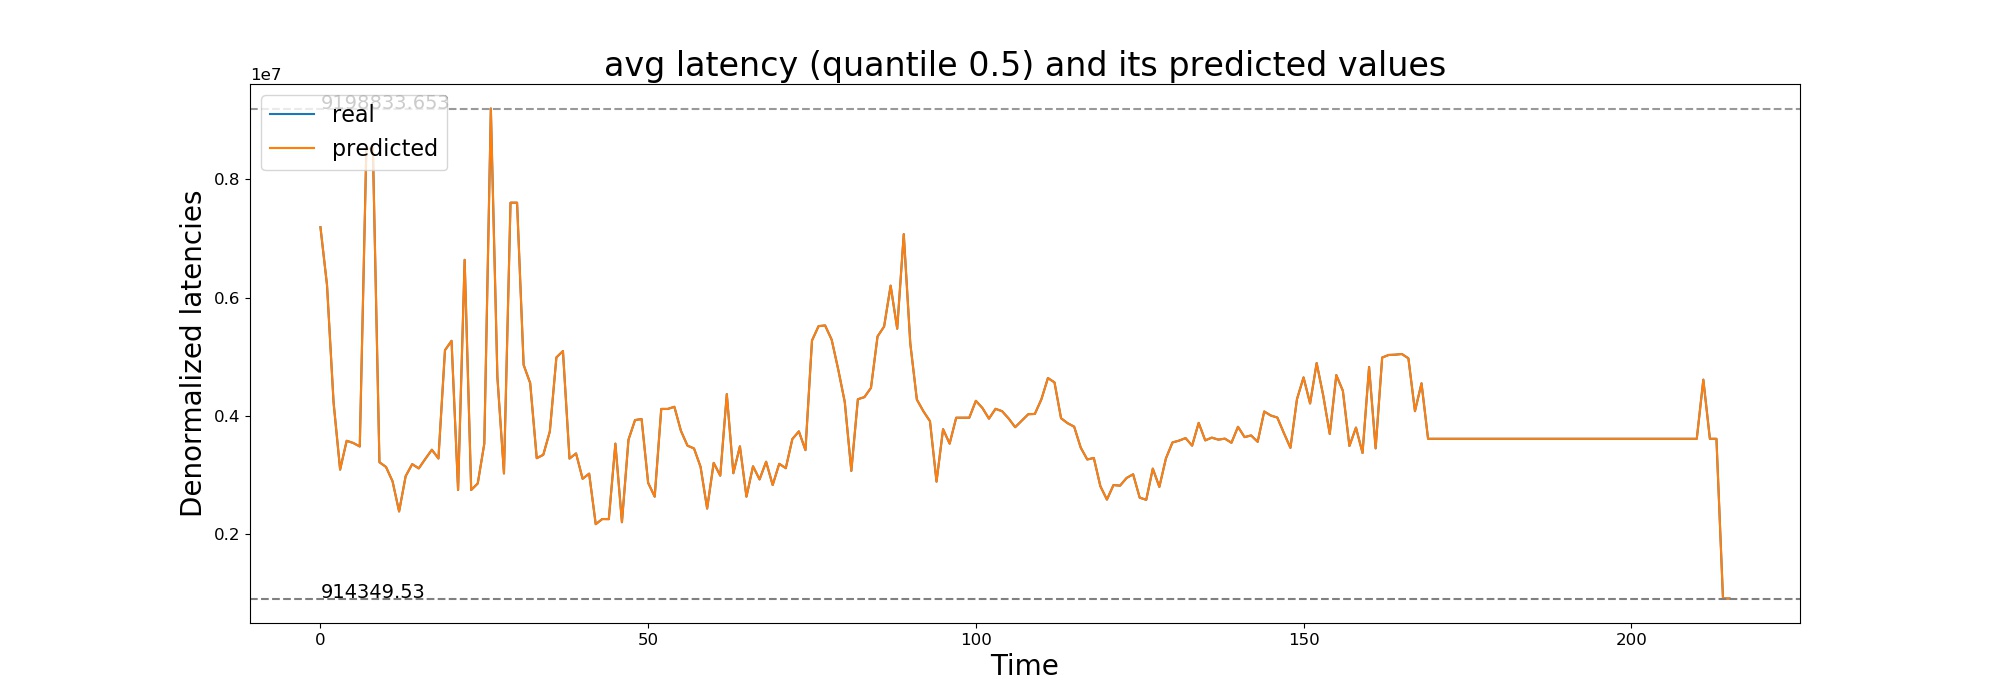 avg latency (quantile 0.5) and its predicted values
1e7
9198833.653
real
predicted
0.8
0.6
0.4
0.2
Denormalized latencies
914349.53
0 50 100 150 200
Time